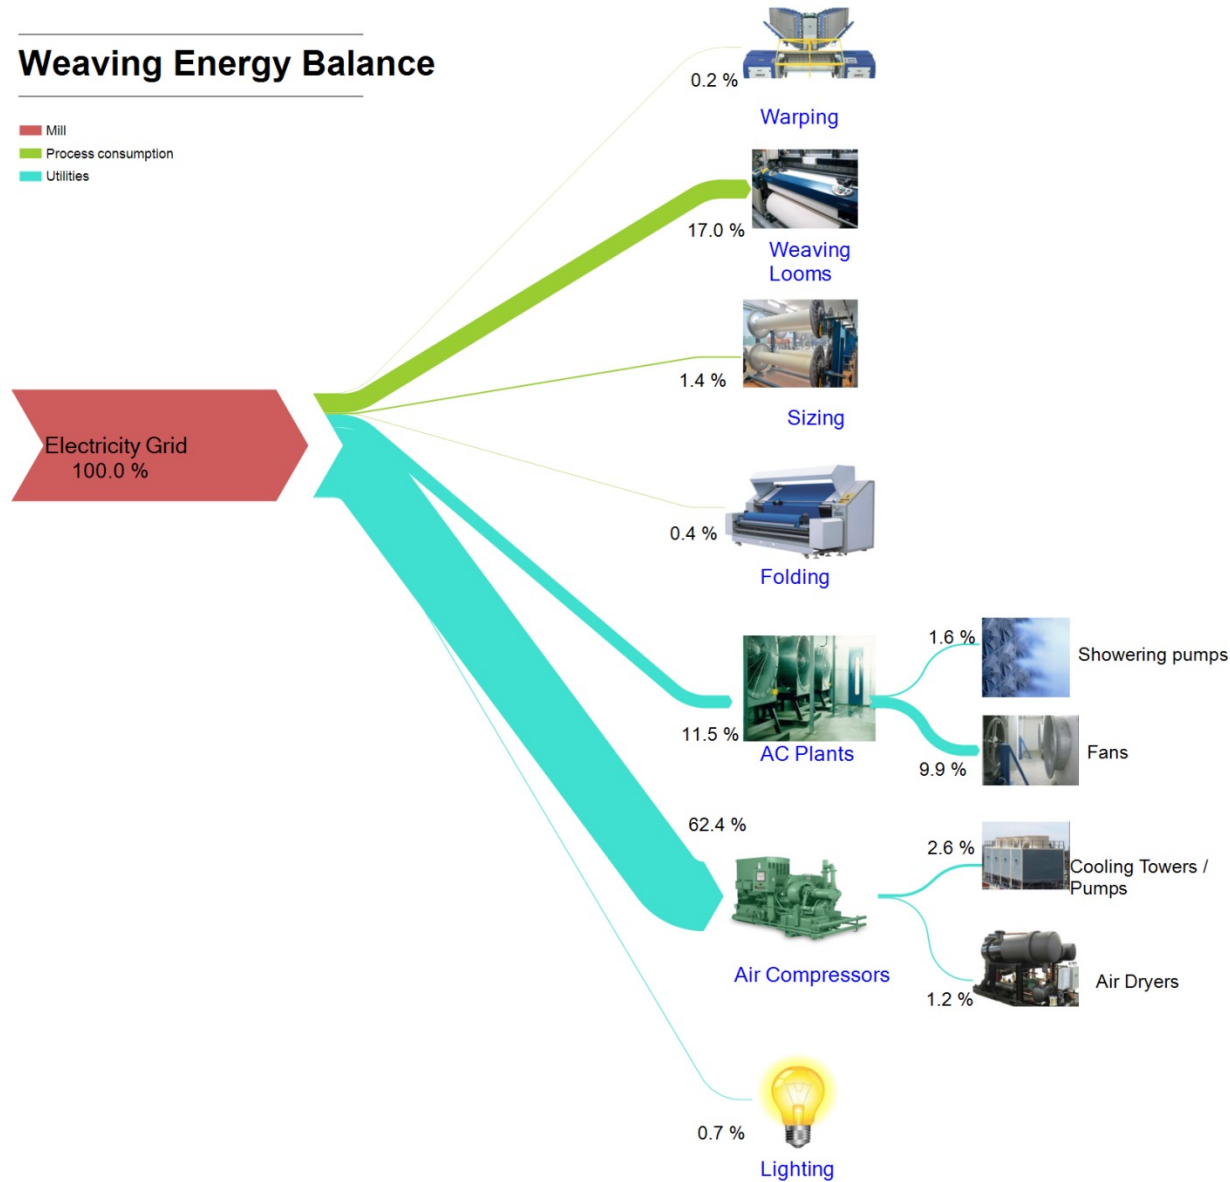 Weaving Energy Balance
Mill
Process consumption
Utilities
0.2 %
Warping
17.0 %
Weaving
Looms
1.4 %
Sizing
Electricity Grid
100.0 %
0.4 %
Folding
11.5 %
AC Plants
1.6 %
Showering pumps
9.9 %
Fans
62.4 %
Air Compressors
2.6 %
Cooling Towers /
Pumps
1.2 %
Air Dryers
0.7 %
Lighting